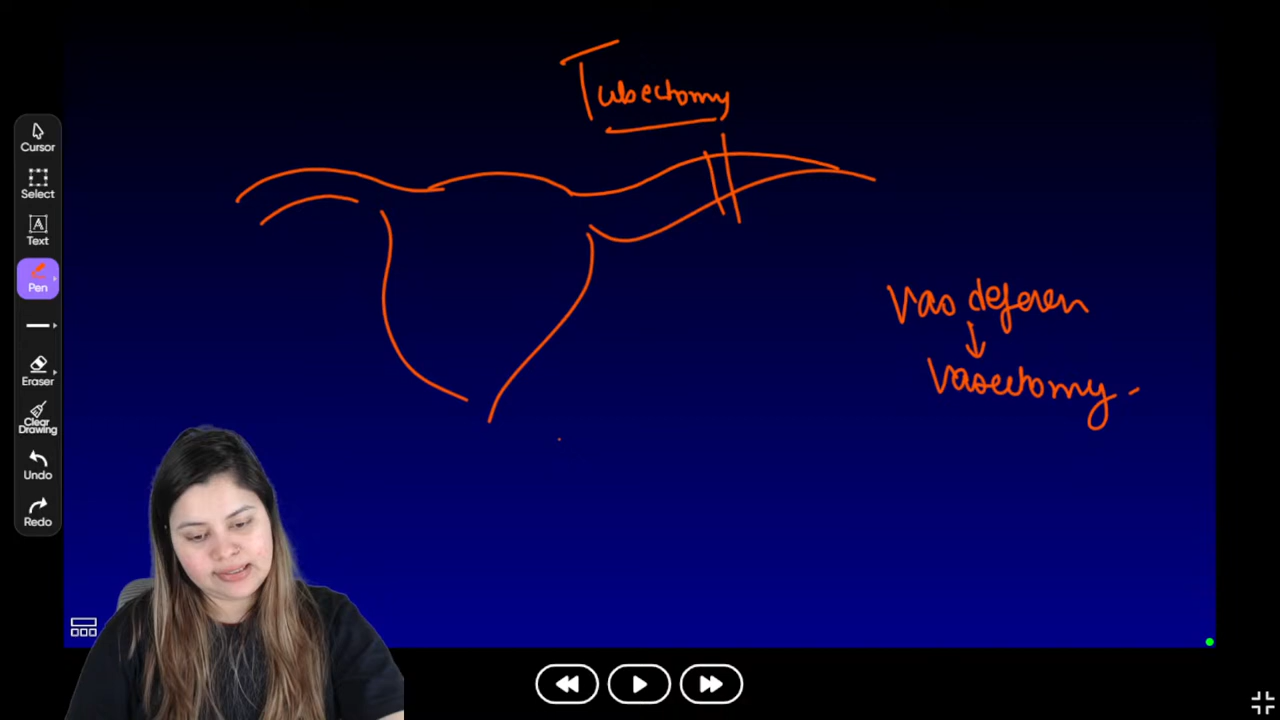 Tubectomy
Cursor
Select
A
Text
Pen
Eraser
Clear
Drawing
Undo
Redo
Vas deferen
Vasectomy